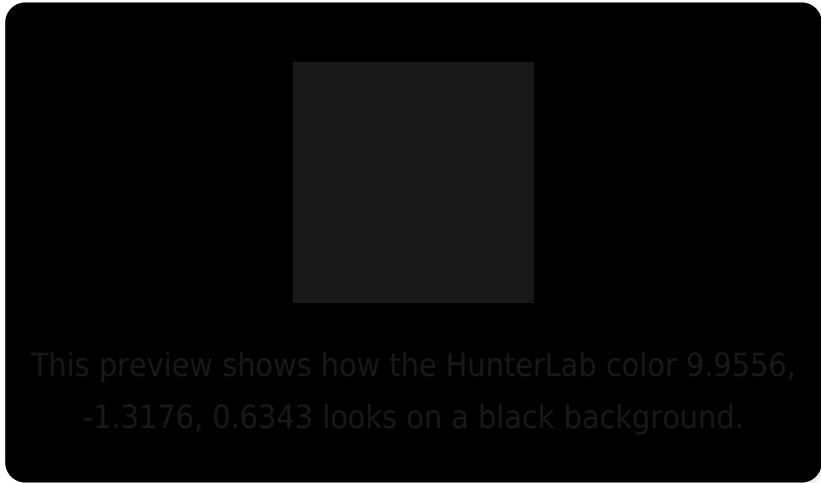 This preview shows how the HunterLab color 9.9556,
-1.3176, 0.6343 looks on a black background.